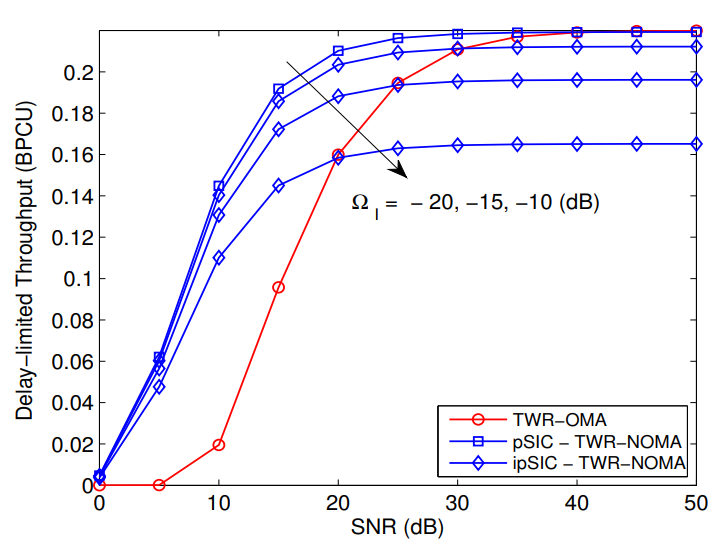 Delay-limited Throughput (BPCU)
0.2
0.18
0.16
0.14
0.12
0.1
0.08
0.06
0.04
0.02
0
Ω I = − 20, −15, −10 (dB)
TWR−OMA
pSIC − TWR−NOMA
ipSIC − TWR−NOMA
0 10 20 30 40 50
SNR (dB)